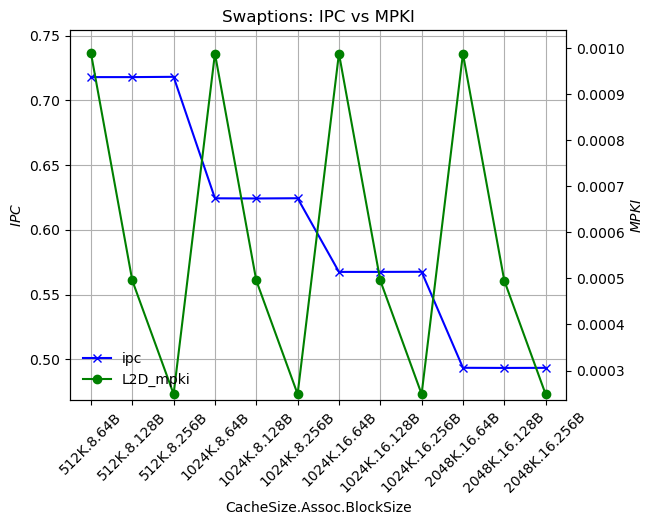 Swaptions: IPC vs MPKI
0.75
0.70
0.65
0.60
0.55
0.50
IPC
0.0010
0.0009
0.0008
0.0007
0.0006
0.0005
0.0004
0.0003
MPKI
ipc
L2D_mpki
512K.8.64B
512K.8.128B
512K.8.256B
1024K.8.64B
1024K.8.128B
1024K.8.256B
1024K.16.64B
1024K.16.128B
1024K.16.256B
2048K.16.64B
2048K.16.128B
2048K.16.256B
CacheSize.Assoc.BlockSize